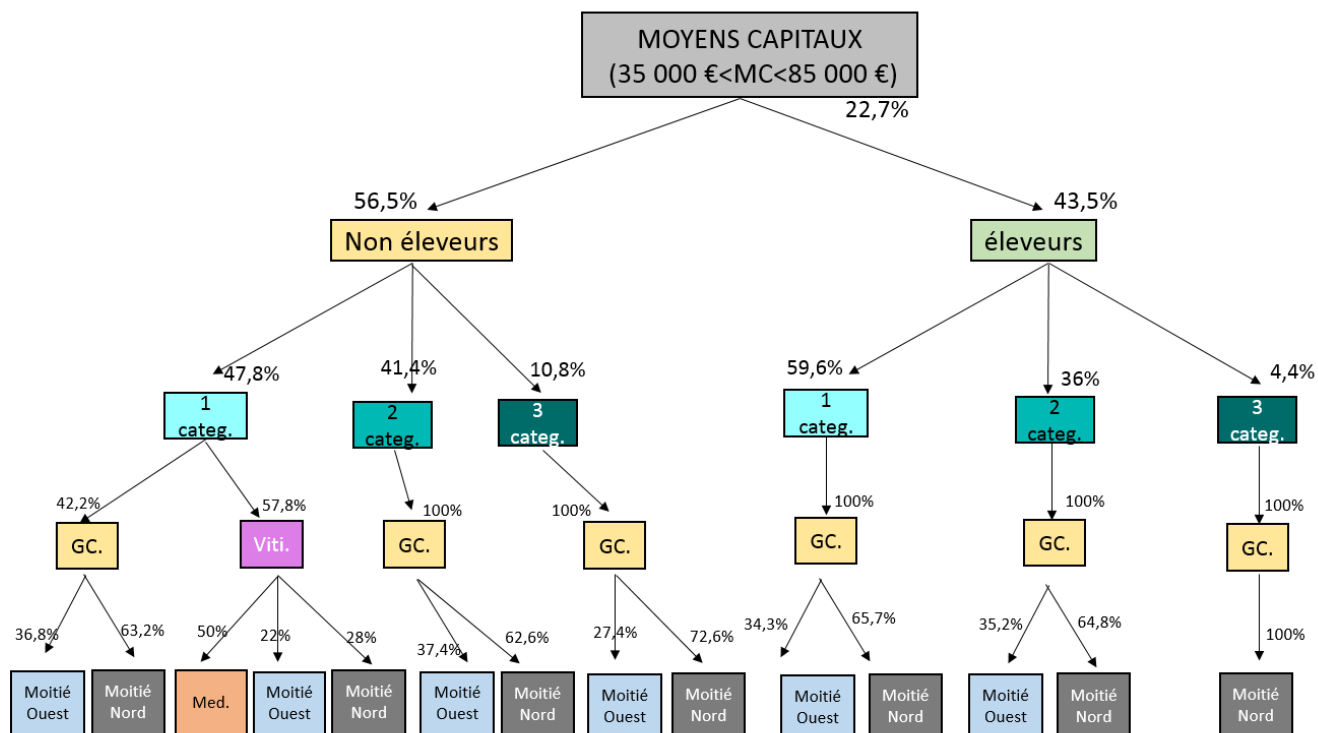 MOYENS CAPITAUX
(35 000 €<MC<85 000 €)
22,7%
56,5%
43,5%
Non éleveurs
éleveurs
47,8%
41,4%
10,8%
59,6%
36%
4,4%
1
categ.
2
categ.
3
categ.
1
categ.
2
categ.
3
categ.
42,2%
57,8%
100%
100%
100%
100%
100%
GC.
Viti.
GC.
GC.
GC.
GC.
GC.
36,8%
63,2%
50%
22%
28%
37,4%
62,6%
27,4%
72,6%
34,3%
65,7%
35,2%
64,8%
100%
Moitié
Ouest
Moitié
Nord
Med.
Moitié
Ouest
Moitié
Nord
Moitié
Ouest
Moitié
Nord
Moitié
Ouest
Moitié
Nord
Moitié
Ouest
Moitié
Nord
Moitié
Ouest
Moitié
Nord
Moitié
Nord